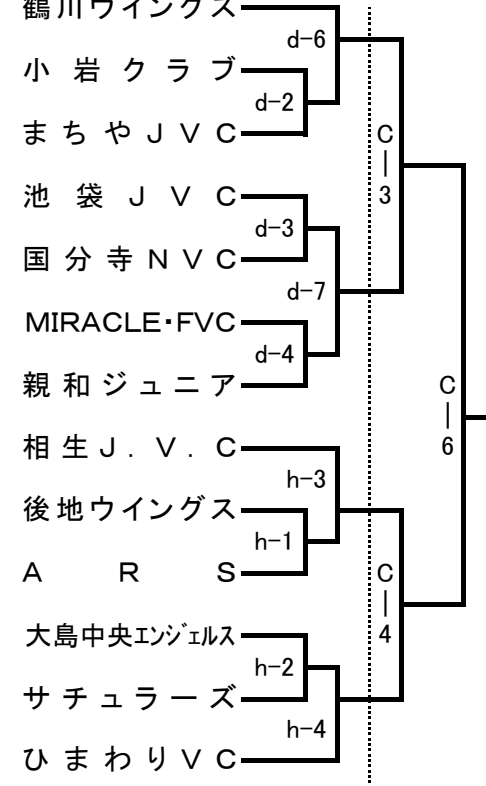 鶴川ウイングス
d-6
小岩クラブ
d-2
まちやJVC
C
|
3
池袋JVC
d-3
国分寺NVC
d-7
MIRACLE・FVC
d-4
親和ジュニア
C
|
6
相生J.V.C
h-3
後地ウイングス
h-1
ARS
C
|
4
大島中央ｴﾝｼﾞｪﾙｽ
h-2
サチュラーズ
h-4
ひまわりVC